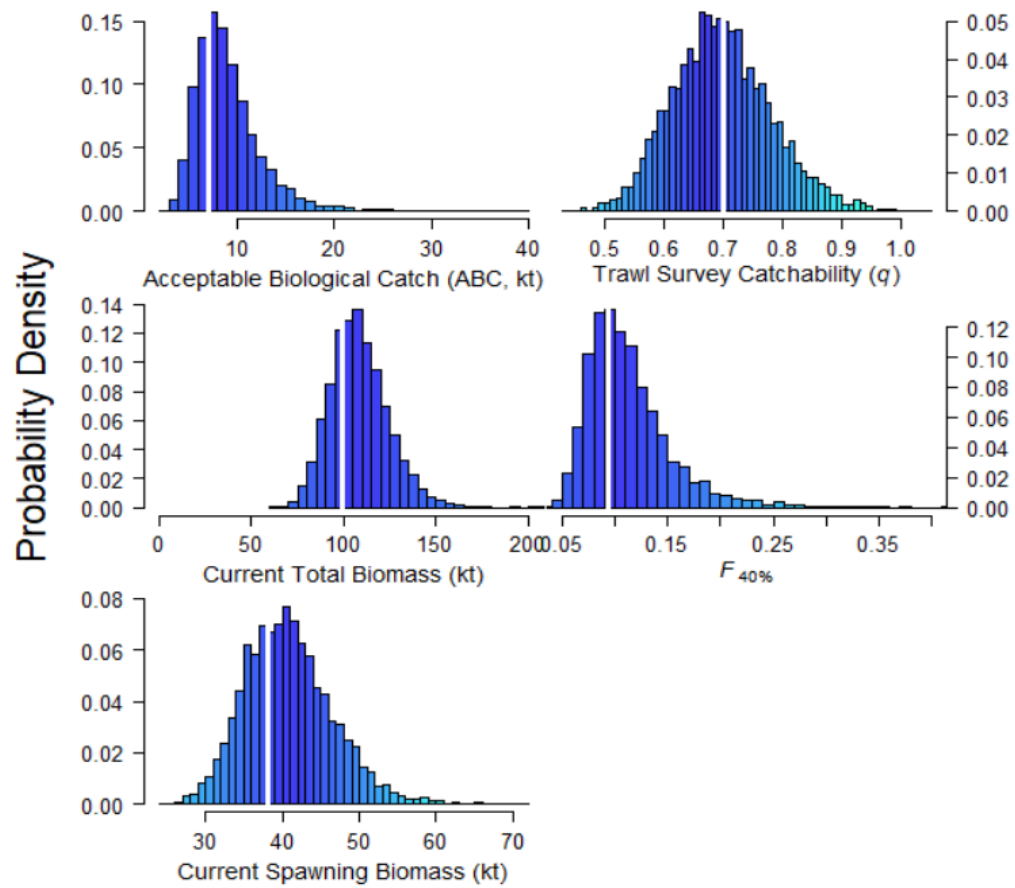 Probability Density
0.15
0.10
0.05
0.00
10 20 30 40
Acceptable Biological Catch (ABC, kt)
0.05
0.04
0.03
0.02
0.01
0.00
0.5 0.6 0.7 0.8 0.9 1.0
Trawl Survey Catchability (q)
0.14
0.12
0.10
0.08
0.06
0.04
0.02
0.00
0 50 100 150 200
Current Total Biomass (kt)
0.12
0.10
0.08
0.06
0.04
0.02
0.00
0.05 0.15 0.25 0.35
F 40%
0.08
0.06
0.04
0.02
0.00
30 40 50 60 70
Current Spawning Biomass (kt)